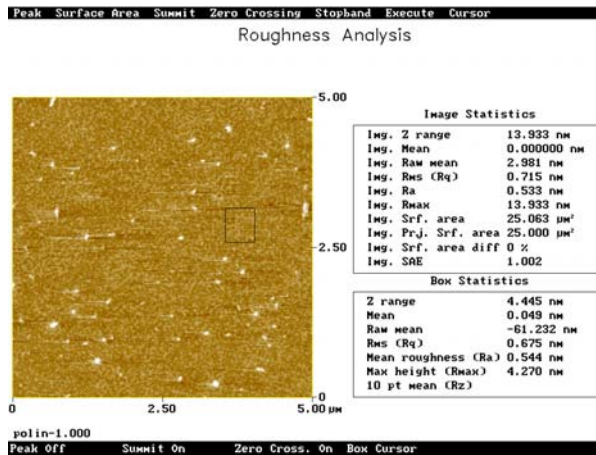 Peak Surface Area Summit Zero Crossing Stopband Execute Cursor
Roughness Analysis
5.00
2.50
0
0 2.50 5.00 µm
Image Statistics
Img. Z range 13.933 nm
Img. Mean 0.000000 nm
Img. Raw mean 2.981 nm
Img. Rms (Rq) 0.715 nm
Img. Ra 0.533 nm
Img. Rmax 13.933 nm
Img. Srf. area 25.063 µm²
Img. Prj. Srf. area 25.000 µm²
Img. Srf. area diff 0 %
Img. SAE 1.002
Box Statistics
Z range 4.445 nm
Mean 0.049 nm
Raw mean -61.232 nm
Rms (Rq) 0.675 nm
Mean roughness (Ra) 0.544 nm
Max height (Rmax) 4.270 nm
10 pt mean (Rz)
polin-1.000
Peak Off Summit On Zero Cross. On Box Cursor